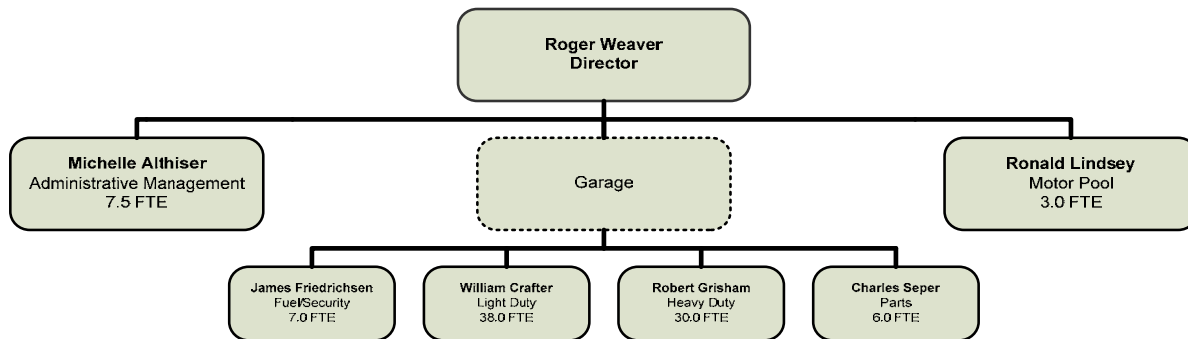 Roger Weaver
Director
Michelle Althiser
Administrative Management
7.5 FTE
Garage
Ronald Lindsey
Motor Pool
3.0 FTE
James Friedrichsen
Fuel/Security
7.0 FTE
William Crafter
Light Duty
38.0 FTE
Robert Grisham
Heavy Duty
30.0 FTE
Charles Seper
Parts
6.0 FTE